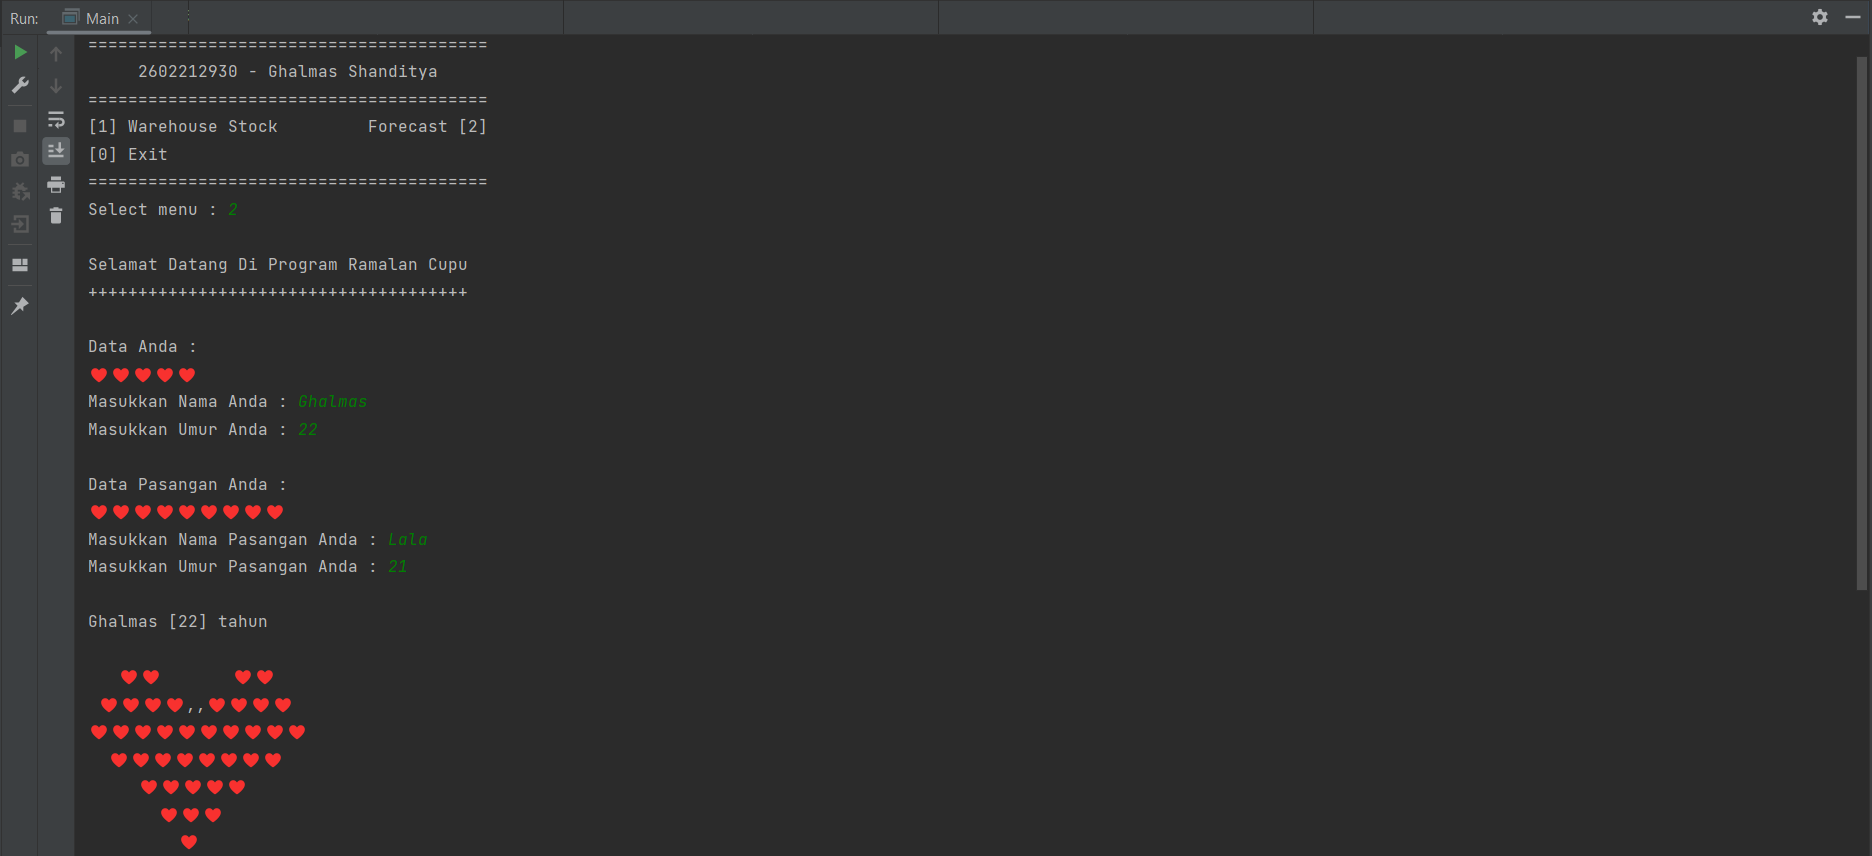 Run: Main
========================================
2602212930 - Ghalmas Shanditya
========================================
[1] Warehouse Stock         Forecast [2]
[0] Exit
========================================
Select menu : 2
Selamat Datang Di Program Ramalan Cupu
++++++++++++++++++++++++++++++++++++++
Data Anda :
❤❤❤❤❤
Masukkan Nama Anda : Ghalmas
Masukkan Umur Anda : 22
Data Pasangan Anda :
❤❤❤❤❤❤❤❤❤
Masukkan Nama Pasangan Anda : Lala
Masukkan Umur Pasangan Anda : 21
Ghalmas [22] tahun
❤❤       ❤❤
❤❤❤❤,,❤❤❤❤
❤❤❤❤❤❤❤❤❤❤
❤❤❤❤❤❤❤❤
❤❤❤❤❤
❤❤❤
❤